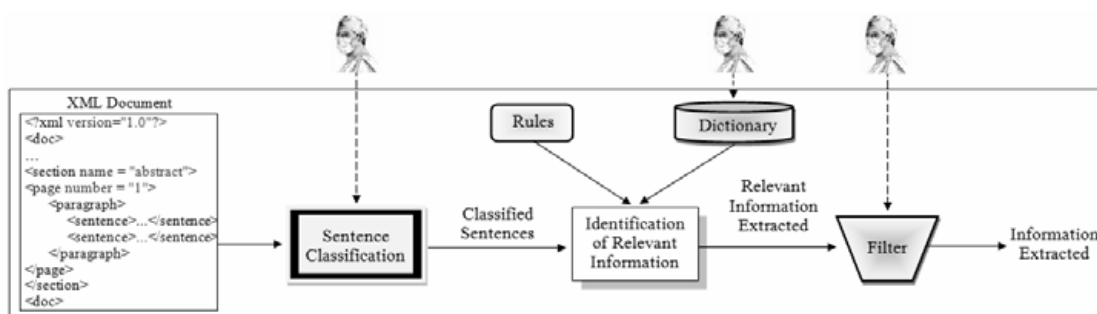 XML Document
<?xml version="1.0"?>
<doc>
...
<section name = "abstract">
<page number = "1">
<paragraph>
<sentence>...</sentence>
<sentence>...</sentence>
</paragraph>
</page>
</section>
<doc>
Sentence
Classification
Classified
Sentences
Rules
Dictionary
Identification
of Relevant
Information
Relevant
Information
Extracted
Filter
Information
Extracted